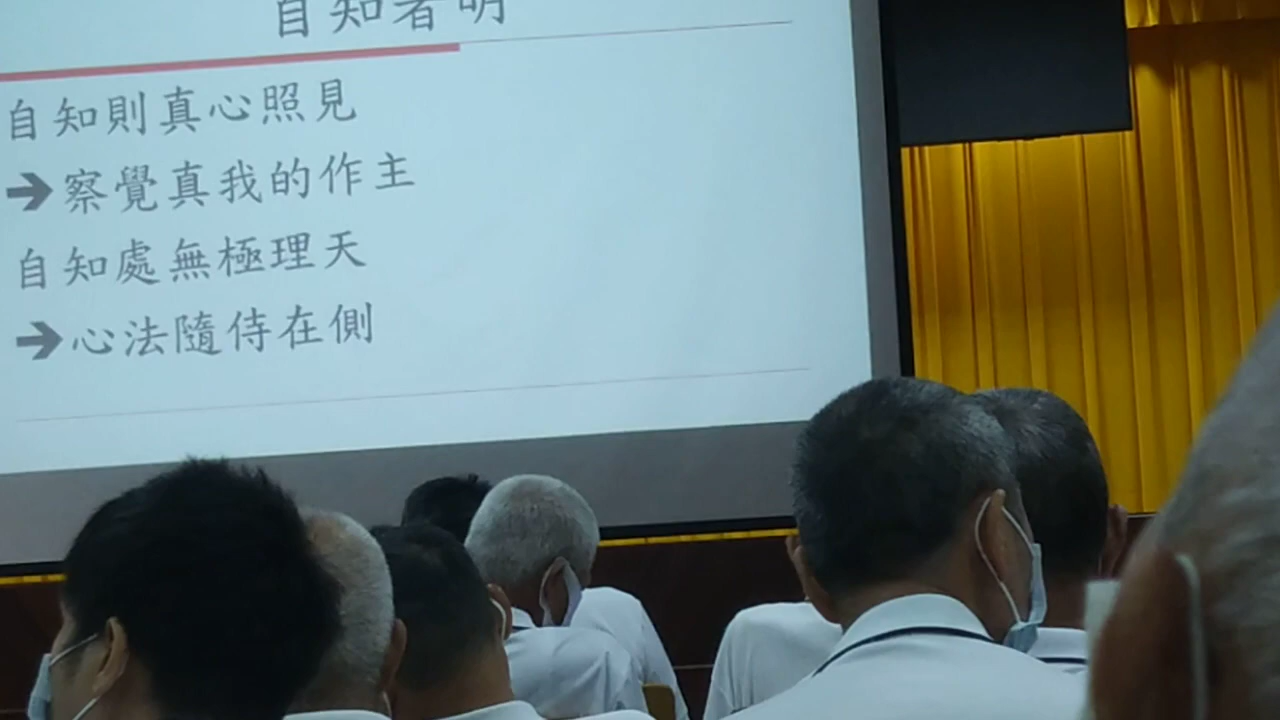 自知者明
自知則真心照見
➔察覺真我的作主
自知處無極理天
➔心法隨侍在側